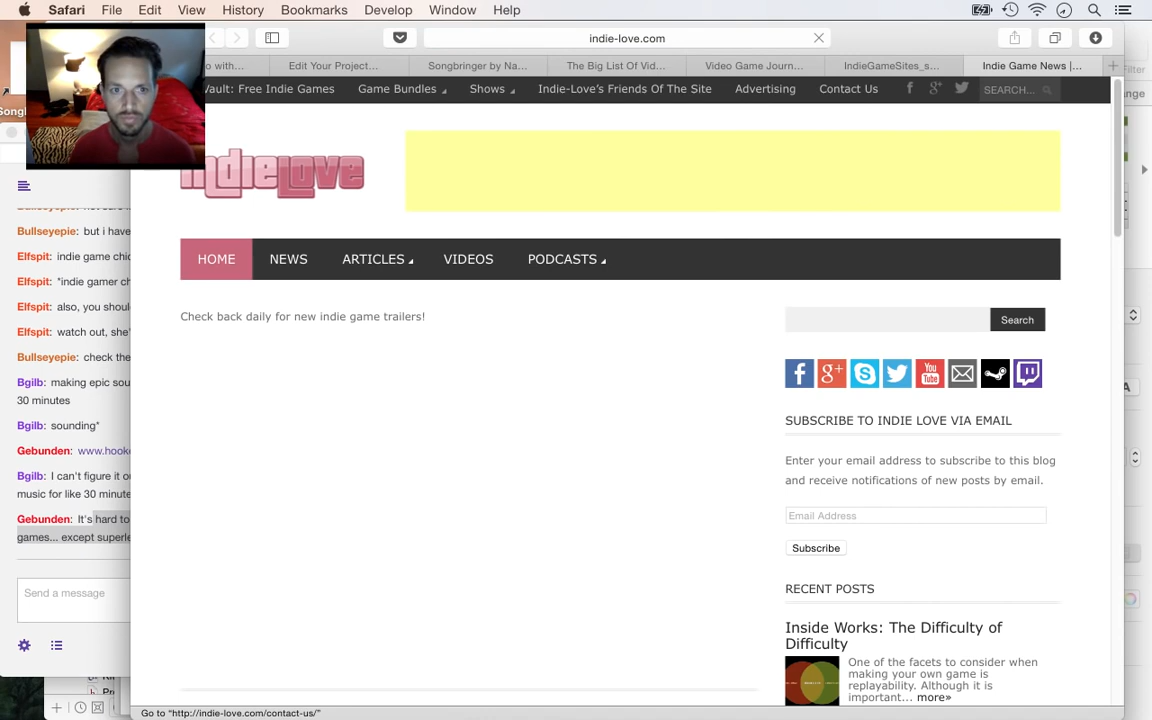 Safari File Edit View History Bookmarks Develop Window Help
indie-love.com
o with... Edit Your Project... Songbringer by Na... The Big List Of Vid... Video Game Journ... IndieGameSites_s... Indie Game News |...
Filter
Vault: Free Indie Games Game Bundles Shows Indie-Love's Friends Of The Site Advertising Contact Us SEARCH...
ange
Song
indieLove
HOME NEWS ARTICLES VIDEOS PODCASTS
Check back daily for new indie game trailers!
Search
You Tube
SUBSCRIBE TO INDIE LOVE VIA EMAIL
Enter your email address to subscribe to this blog
and receive notifications of new posts by email.
Email Address
Subscribe
RECENT POSTS
Inside Works: The Difficulty of
Difficulty
One of the facets to consider when
making your own game is
replayability. Although it is
important... more»
Bullseyepie: but i have
Elfspit: indie game chi
Elfspit: *indie gamer ch
Elfspit: also, you shoul
Elfspit: watch out, she'
Bullseyepie: check the
Bgilb: making epic sou
30 minutes
Bgilb: sounding*
Gebunden: www.hook
Bgilb: I can't figure it o
music for like 30 minute
Gebunden: It's hard to
games... except superle
Send a message
Go to "http://indie-love.com/contact-us/"